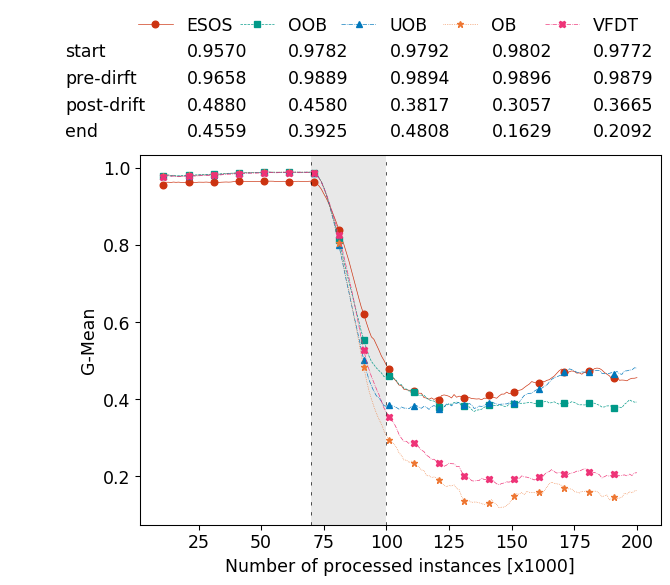 ESOS OOB UOB OB VFDT
start 0.9570 0.9782 0.9792 0.9802 0.9772
pre-dirft 0.9658 0.9889 0.9894 0.9896 0.9879
post-drift 0.4880 0.4580 0.3817 0.3057 0.3665
end 0.4559 0.3925 0.4808 0.1629 0.2092
1.0
0.8
0.6
0.4
0.2
G-Mean
25 50 75 100 125 150 175 200
Number of processed instances [x1000]